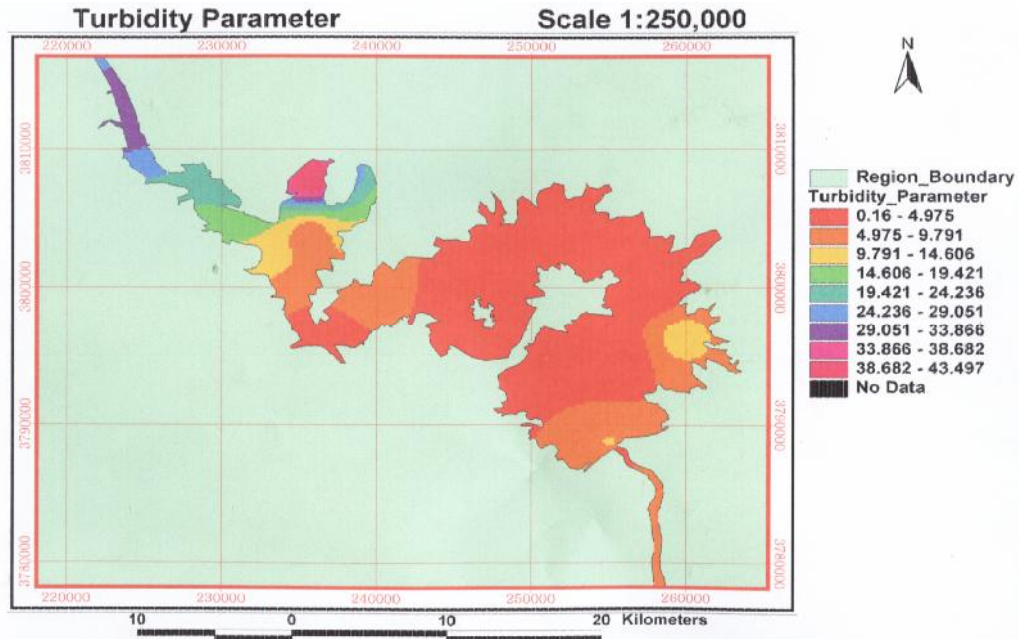 Turbidity Parameter
Scale 1:250,000
220000
230000
240000
250000
260000
N
3810000
3810000
3800000
3800000
3790000
3790000
3780000
3780000
Region_Boundary
Turbidity_Parameter
0.16 - 4.975
4.975 - 9.791
9.791 - 14.606
14.606 - 19.421
19.421 - 24.236
24.236 - 29.051
29.051 - 33.866
33.866 - 38.682
38.682 - 43.497
No Data
220000
230000
240000
250000
260000
10 0 10 20 Kilometers